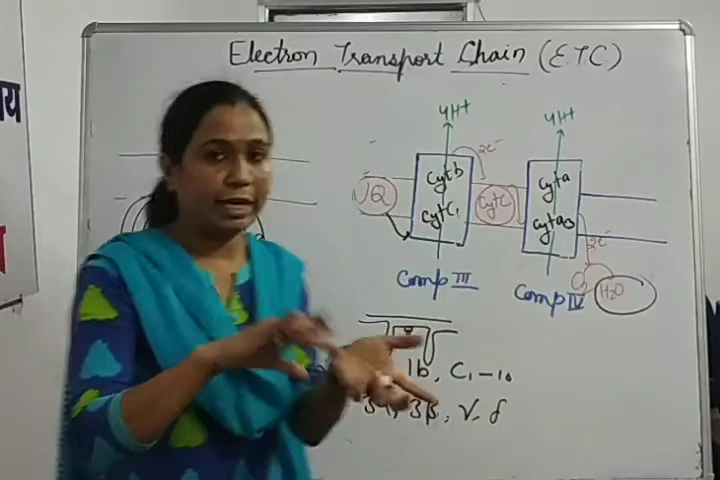 Electron Transport Chain (ETC)
4H+ 4H+
2e-
Q Cyt b Cyt C Cyt a
Cyt C1 Cyt a3
2e-
H2O
Comp III Comp IV
1b, C1-10
3β, γ δ